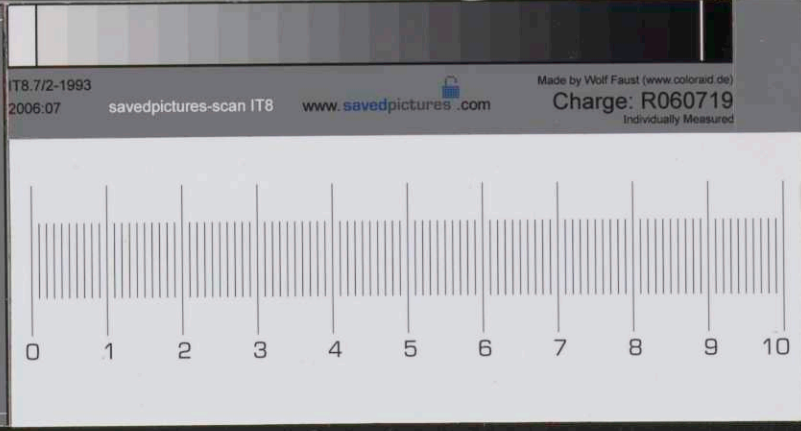 IT8.7/2-1993
2006:07
savedpictures-scan IT8
www.savedpictures.com
Made by Wolf Faust (www.coloraid.de)
Charge: R060719
Individually Measured
0 1 2 3 4 5 6 7 8 9 10